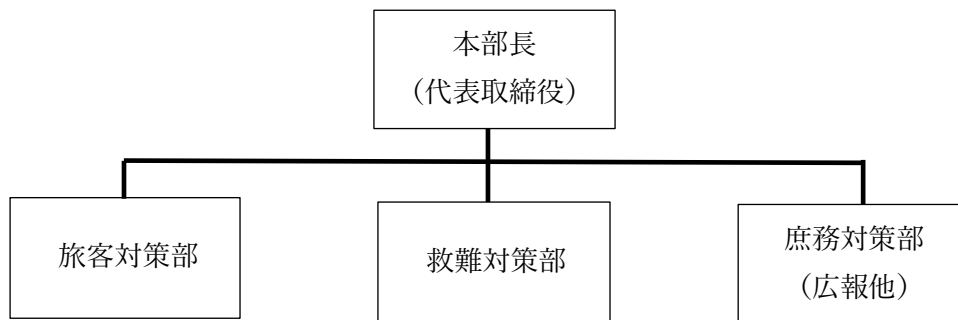 本部長
（代表取締役）
旅客対策部
救難対策部
庶務対策部
（広報他）